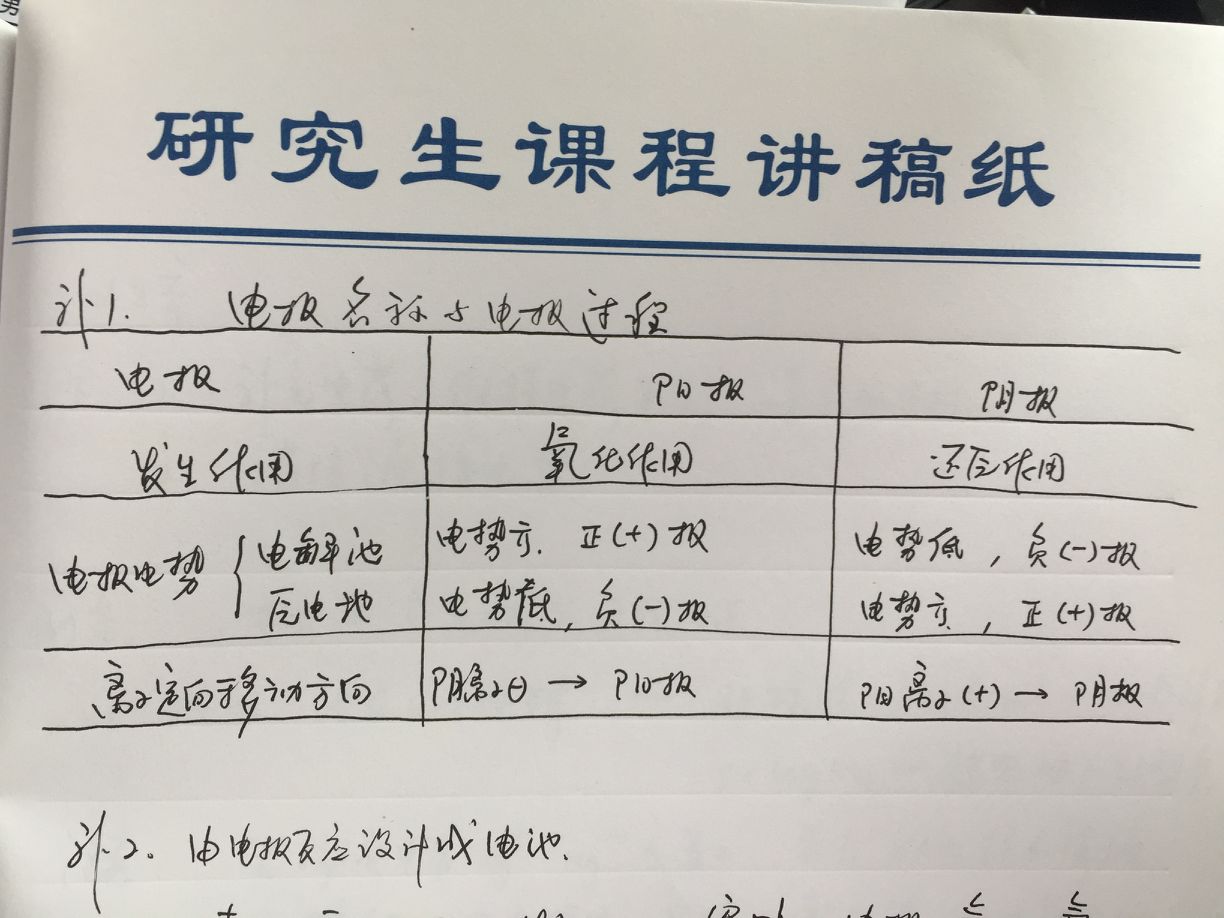 研究生课程讲稿纸
补1. 电极名称与电极过程
电极 阳极 阴极
发生作用 氧化作用 还原作用
电极电势 { 电解池 电势高. 正(+)极 电势低, 负(-)极
原电池 电势低, 负(-)极 电势高, 正(+)极
离子定向移动方向 阴离子(-) → 阳极 阳离子(+) → 阴极
补2. 由电极反应设计成电池.